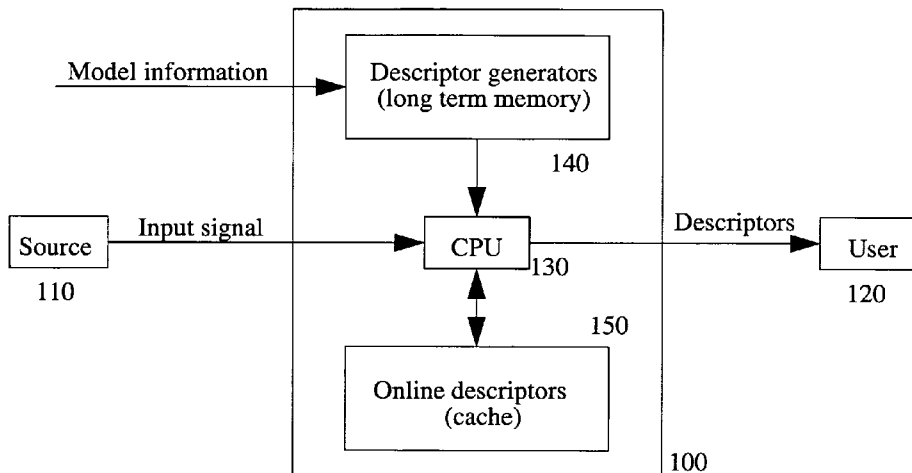 Model information
Descriptor generators
(long term memory)
140
Input signal
Descriptors
Source
CPU
User
110
130
120
150
Online descriptors
(cache)
100